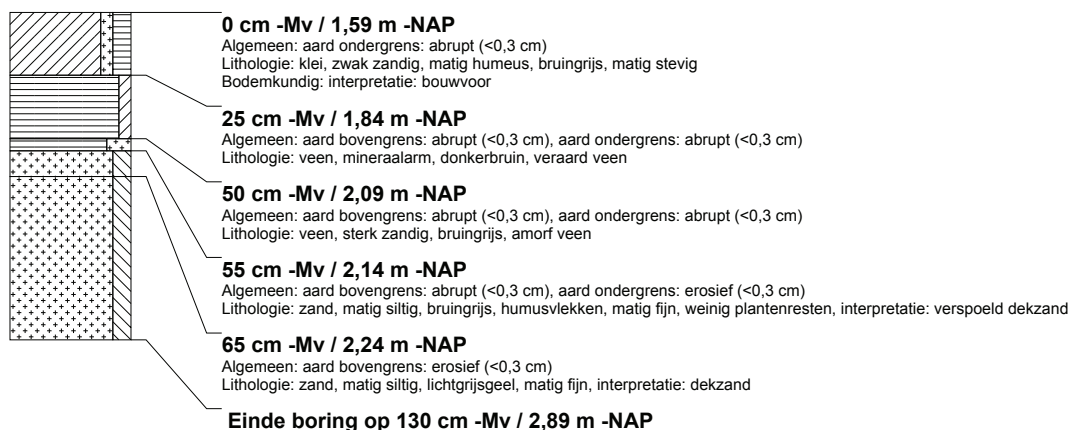 0 cm -Mv / 1,59 m -NAP
Algemeen: aard ondergrens: abrupt (<0,3 cm)
Lithologie: klei, zwak zandig, matig humeus, bruingrijs, matig stevig
Bodemkundig: interpretatie: bouwvoor
25 cm -Mv / 1,84 m -NAP
Algemeen: aard bovengrens: abrupt (<0,3 cm), aard ondergrens: abrupt (<0,3 cm)
Lithologie: veen, mineraalarm, donkerbruin, veraard veen
50 cm -Mv / 2,09 m -NAP
Algemeen: aard bovengrens: abrupt (<0,3 cm), aard ondergrens: abrupt (<0,3 cm)
Lithologie: veen, sterk zandig, bruingrijs, amorf veen
55 cm -Mv / 2,14 m -NAP
Algemeen: aard bovengrens: abrupt (<0,3 cm), aard ondergrens: erosief (<0,3 cm)
Lithologie: zand, matig siltig, bruingrijs, humusvlekken, matig fijn, weinig plantenresten, interpretatie: verspoeld dekzand
65 cm -Mv / 2,24 m -NAP
Algemeen: aard bovengrens: erosief (<0,3 cm)
Lithologie: zand, matig siltig, lichtgrijsgeel, matig fijn, interpretatie: dekzand
Einde boring op 130 cm -Mv / 2,89 m -NAP